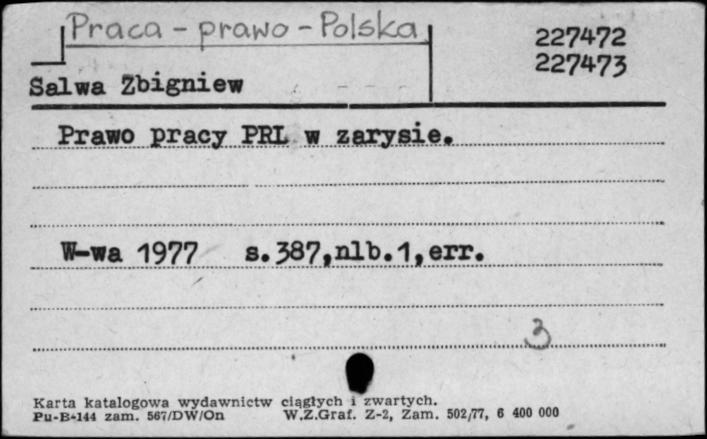 Praca - prawo - Polska
227472
227473
Salwa Zbigniew
Prawo pracy PRL w zarysie.
W-wa 1977 s.387,nlb.1,err.
3
Karta katalogowa wydawnictw ciągłych i zwartych.
Pu-B-144 zam. 567/DW/On W.Z.Graf. Z-2, Zam. 502/77, 6 400 000